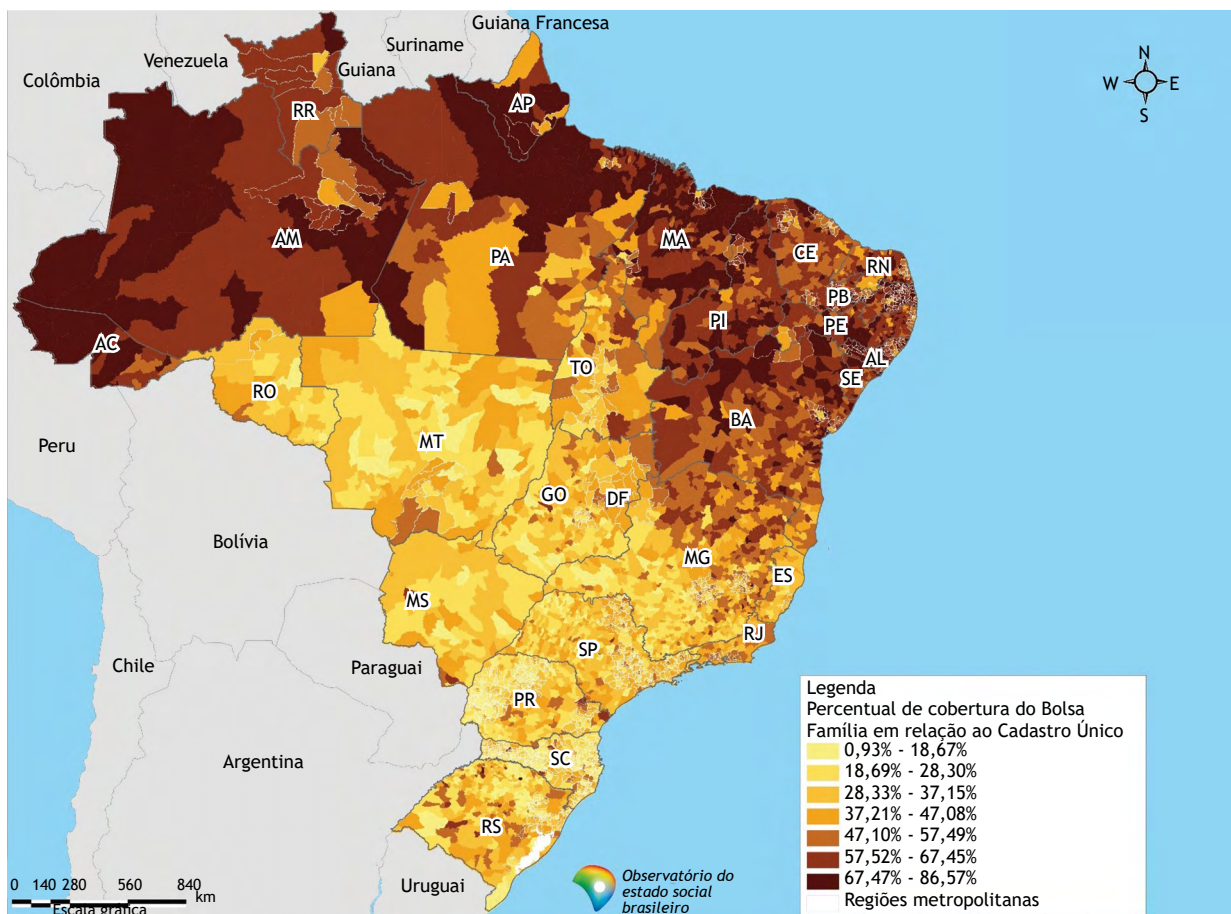 Guiana Francesa
Suriname
Venezuela
Guiana
Colômbia
N
W E
S
RR
AP
AM
PA
MA
CE
RN
PB
PI
PE
AC
AL
TO
SE
RO
BA
MT
Peru
GO
DF
Bolívia
MG
ES
MS
RJ
SP
Chile
Paraguai
PR
SC
Argentina
RS
Uruguai
Legenda
Percentual de cobertura do Bolsa
Família em relação ao Cadastro Único
0,93% - 18,67%
18,69% - 28,30%
28,33% - 37,15%
37,21% - 47,08%
47,10% - 57,49%
57,52% - 67,45%
67,47% - 86,57%
Regiões metropolitanas
0 140 280 560 840
km
Escala gráfica
Observatório do
estado social
brasileiro